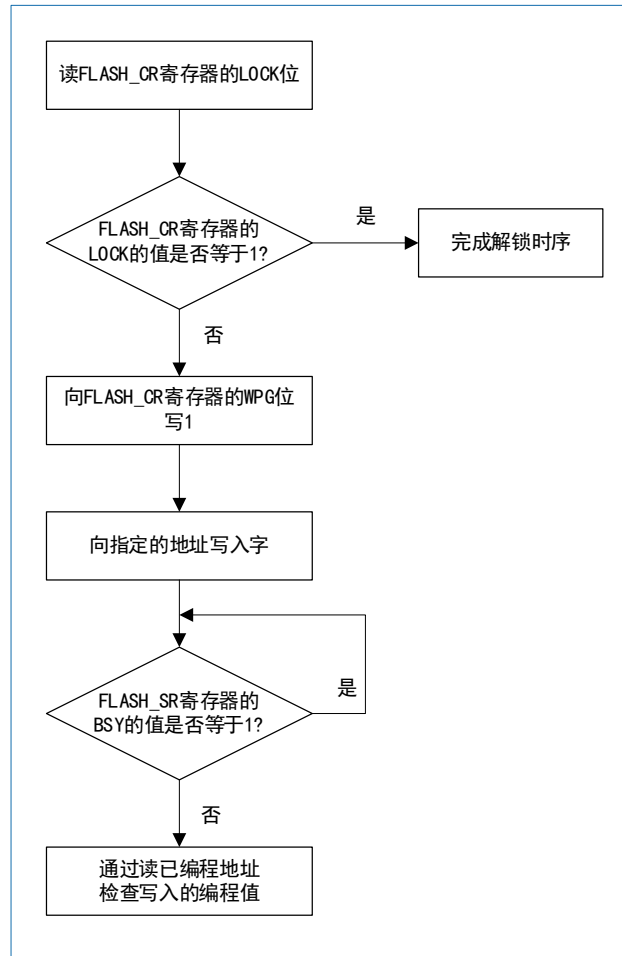 读FLASH_CR寄存器的LOCK位
FLASH_CR寄存器的
LOCK的值是否等于1?
是
完成解锁时序
否
向FLASH_CR寄存器的WPG位
写1
向指定的地址写入字
FLASH_SR寄存器的
BSY的值是否等于1?
是
否
通过读已编程地址
检查写入的编程值